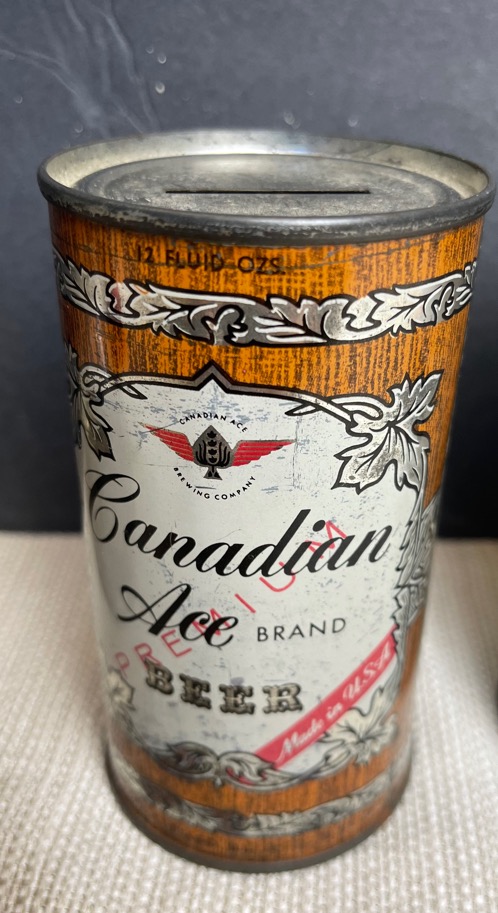 12 FLUID OZS.
CANADIAN ACE
BREWING COMPANY
Canadian
Ace BRAND
PREMIUM
BEER
Made in U.S.A.